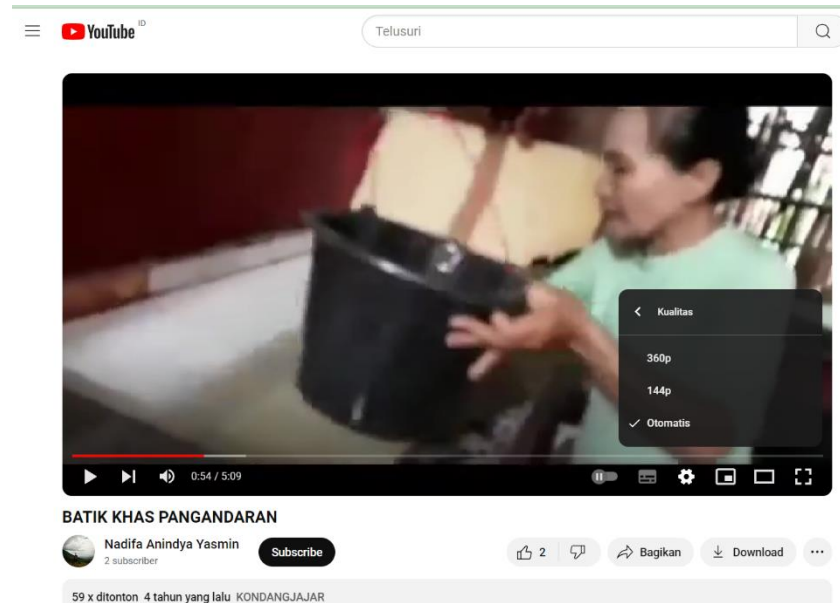 YouTube ID
Telusuri
Kualitas
360p
144p
Otomatis
0:54 / 5:09
BATIK KHAS PANGANDARAN
Nadifa Anindya Yasmin
2 subscriber
Subscribe
2
Bagikan
Download
59 x ditonton 4 tahun yang lalu KONDANGJAJAR